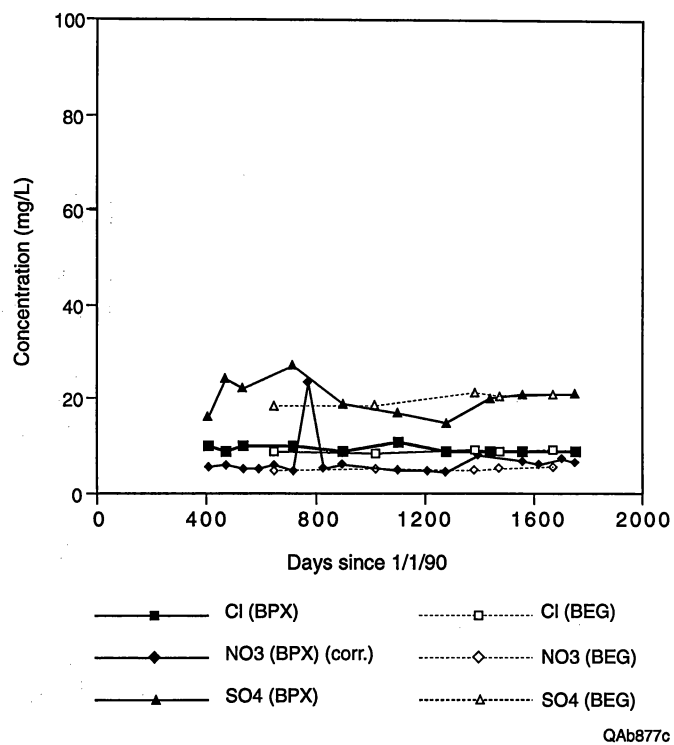 100
80
60
40
20
0
Concentration (mg/L)
0 400 800 1200 1600 2000
Days since 1/1/90
Cl (BPX) Cl (BEG)
NO3 (BPX) (corr.) NO3 (BEG)
SO4 (BPX) SO4 (BEG)
QAb877c